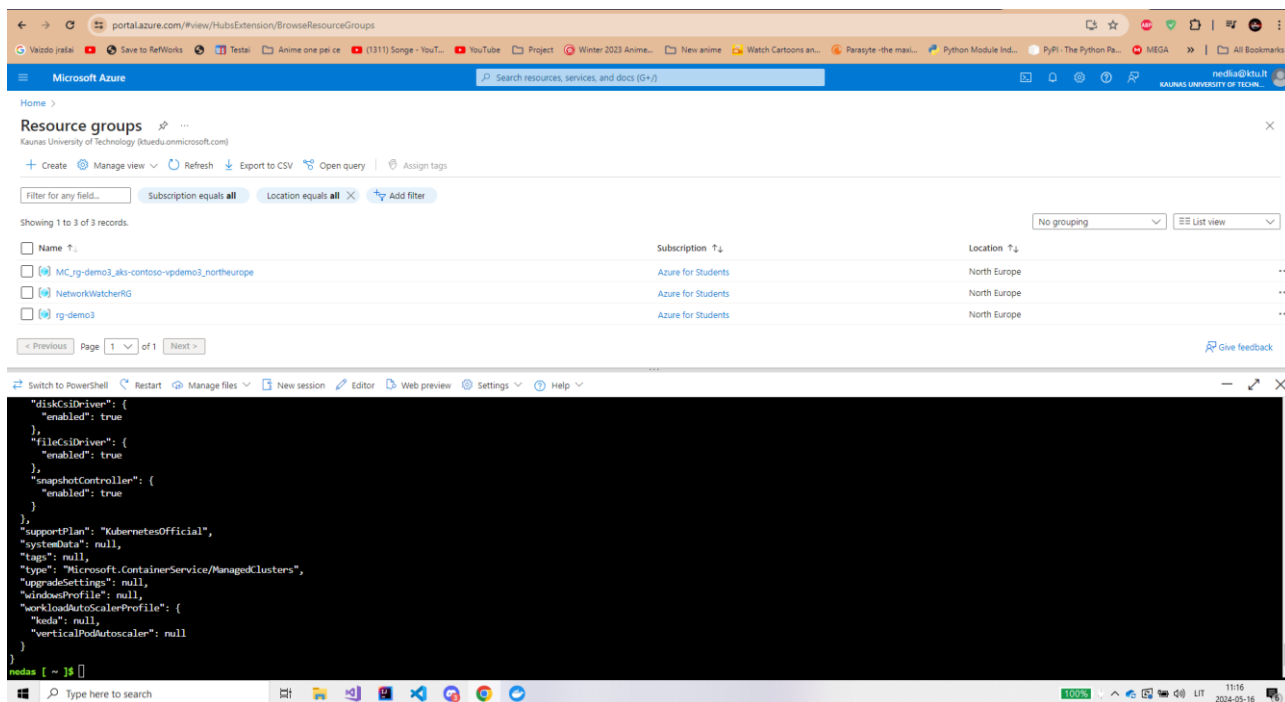 portal.azure.com/#view/HubsExtension/BrowseResourceGroups
Vaizdo įrašai Save to RefWorks Testai Anime one pei ce (1311) Songe - YouT... YouTube Project Winter 2023 Anime... New anime Watch Cartoons an... Parasyte -the maxi... Python Module Ind... PyPI · The Python Pa... MEGA » All Bookmarks
Microsoft Azure Search resources, services, and docs (G+/) nedlia@ktu.lt
KAUNAS UNIVERSITY OF TECHN...
Home >
Resource groups ...
Kaunas University of Technology (ktuedu.onmicrosoft.com)
+ Create Manage view Refresh Export to CSV Open query Assign tags
Filter for any field... Subscription equals all Location equals all Add filter
Showing 1 to 3 of 3 records. No grouping List view
Name ↑↓ Subscription ↑↓ Location ↑↓
MC_rg-demo3_aks-contoso-vpdemo3_northeurope Azure for Students North Europe
NetworkWatcherRG Azure for Students North Europe
rg-demo3 Azure for Students North Europe
< Previous Page 1 of 1 Next > Give feedback
Switch to PowerShell Restart Manage files New session Editor Web preview Settings Help
"diskCsiDriver": {
"enabled": true
},
"fileCsiDriver": {
"enabled": true
},
"snapshotController": {
"enabled": true
}
},
"supportPlan": "KubernetesOfficial",
"systemData": null,
"tags": null,
"type": "Microsoft.ContainerService/ManagedClusters",
"upgradeSettings": null,
"windowsProfile": null,
"workloadAutoScalerProfile": {
"keda": null,
"verticalPodAutoscaler": null
}
}
nedas [ ~ ]$
Type here to search 100% LIT 11:16
2024-05-16